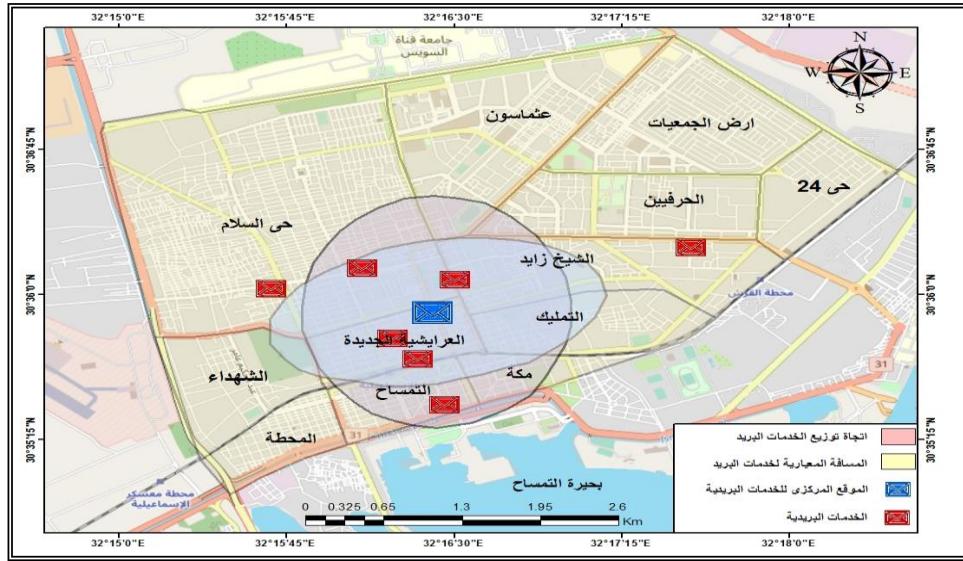 32°15'0"E 32°15'45"E 32°16'30"E 32°17'15"E 32°18'0"E
جامعة قناة
السويس
N
W E
S
عثماسون
ارض الجمعيات
30°36'45"N 30°36'45"N
حى 24
الحرفيين
حى السلام
الشيخ زايد
30°36'0"N 30°36'0"N
محطة الفرش
التمليك
العرايشية الجديدة
مكة
31
الشهداء
التمساح
المحطة
31
30°35'15"N 30°35'15"N
اتجاة توزيع الخدمات البريد
المسافة المعيارية لخدمات البريد
الموقع المركزى للخدمات البريدية
الخدمات البريدية
محطة معسكر
الإسماعيلية
بحيرة التمساح
0 0.325 0.65 1.3 1.95 2.6
Km
32°15'0"E 32°15'45"E 32°16'30"E 32°17'15"E 32°18'0"E